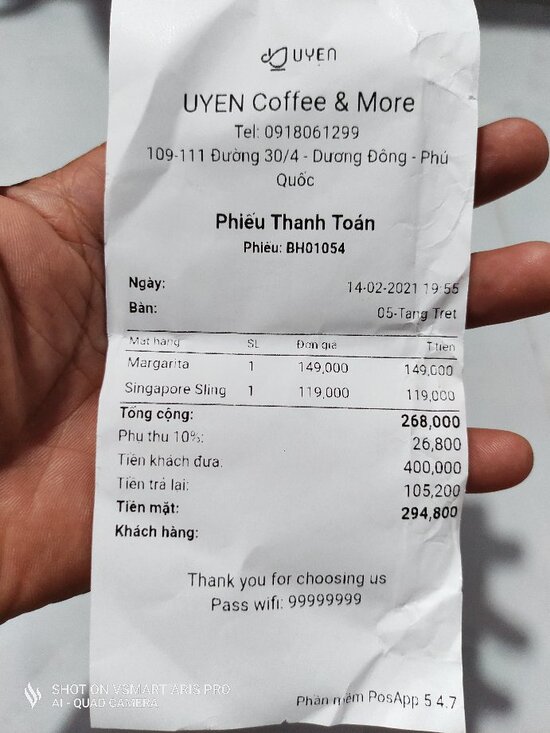 UYEN
UYEN Coffee & More
Tel: 0918061299
109-111 Đường 30/4 - Dương Đông - Phú
Quốc
Phiếu Thanh Toán
Phiếu: BH01054
Ngày: 14-02-2021 19:55
Bàn: 05-Tang Tret
Mặt hàng SL Đơn giá T.tiền
Margarita 1 149,000 149,000
Singapore Sling 1 119,000 119,000
Tổng cộng: 268,000
Phu thu 10%: 26,800
Tiền khách đưa: 400,000
Tiền trả lại: 105,200
Tiền mặt: 294,800
Khách hàng:
Thank you for choosing us
Pass wifi: 99999999
Phần mềm PosApp 5.4.7
SHOT ON VSMART ARIS PRO
AI - QUAD CAMERA